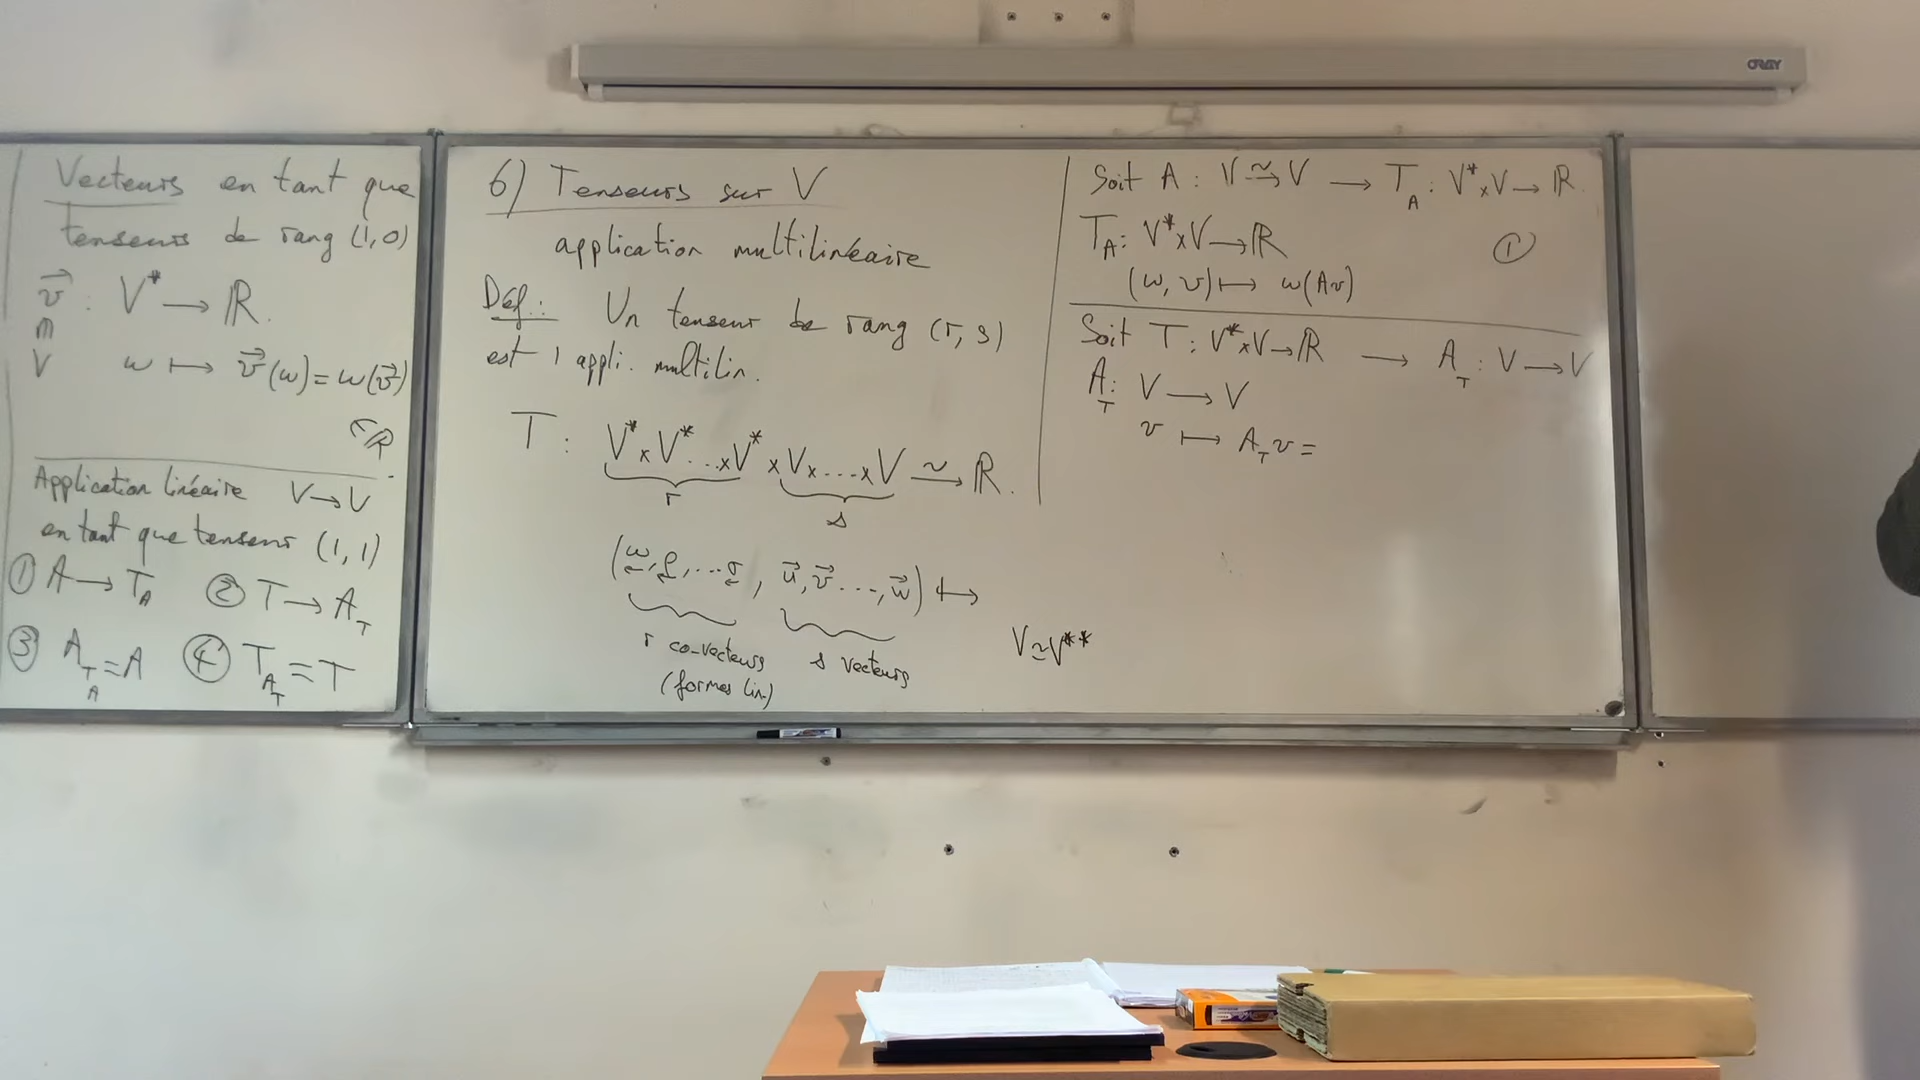 Vecteurs en tant que
tenseurs de rang (1,0)
v⃗ : V* → ℝ.
∈
V ω ↦ v⃗(ω) = ω(v⃗)
∈ℝ
Application linéaire V → V
en tant que tenseur (1,1)
① A → T_A ② T → A_T
③ A_{T_A} = A ④ T_{A_T} = T
6) Tenseurs sur V
application multilinéaire
Déf.: Un tenseur de rang (r, s)
est 1 appli. multilin.
T : V* × V* ... × V* × V × ... × V ⥲ ℝ.
r s
(ω, ρ, ... σ, u⃗, v⃗ ..., w⃗) ↦
r co-vecteurs s vecteurs
(formes lin.)
V ≃ V**
Soit A : V ⥲ V → T_A : V* × V → ℝ.
T_A : V* × V → ℝ ①
(ω, v) ↦ ω(Av)
Soit T : V* × V → ℝ → A_T : V → V
A_T : V → V
v ↦ A_T v =
ORAY